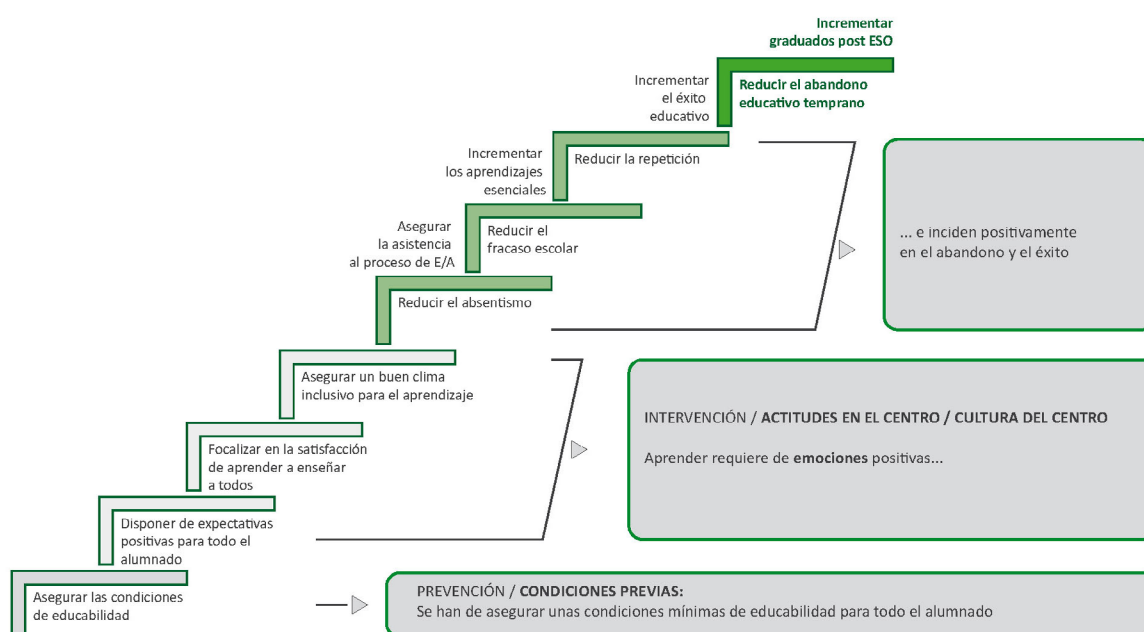 Incrementar
graduados post ESO
Incrementar
el éxito
educativo
Reducir el abandono
educativo temprano
Incrementar
los aprendizajes
esenciales
Reducir la repetición
Asegurar
la asistencia
al proceso de E/A
Reducir el
fracaso escolar
... e inciden positivamente
en el abandono y el éxito
Reducir el absentismo
Asegurar un buen clima
inclusivo para el aprendizaje
INTERVENCIÓN / ACTITUDES EN EL CENTRO / CULTURA DEL CENTRO
Aprender requiere de emociones positivas...
Focalizar en la satisfacción
de aprender a enseñar
a todos
Disponer de expectativas
positivas para todo el
alumnado
Asegurar las condiciones
de educabilidad
PREVENCIÓN / CONDICIONES PREVIAS:
Se han de asegurar unas condiciones mínimas de educabilidad para todo el alumnado